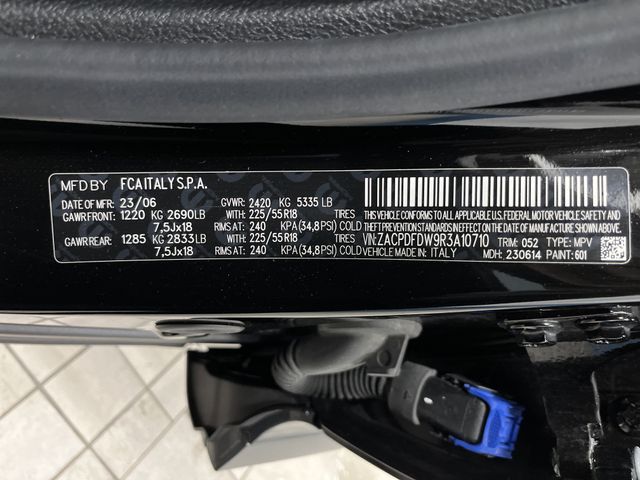 MFD BY FCA ITALY S.P.A.
DATE OF MFR: 23/06 GVWR: 2420 KG 5335 LB
GAWR FRONT: 1220 KG 2690LB WITH: 225/55R18 TIRES
7,5Jx18 RIMS AT: 240 KPA (34,8PSI) COLD
GAWR REAR: 1285 KG 2833LB WITH: 225/55R18 TIRES
7,5Jx18 RIMS AT: 240 KPA (34,8PSI) COLD
THIS VEHICLE CONFORMS TO ALL APPLICABLE U.S. FEDERAL MOTOR VEHICLE SAFETY, AND
THEFT PREVENTION STANDARDS IN EFFECT ON THE DATE OF MANUFACTURE SHOWN ABOVE.
VIN: ZACPDFDW9R3A10710 TRIM: 052 TYPE: MPV
VEHICLE MADE IN: ITALY MDH: 230614 PAINT: 601